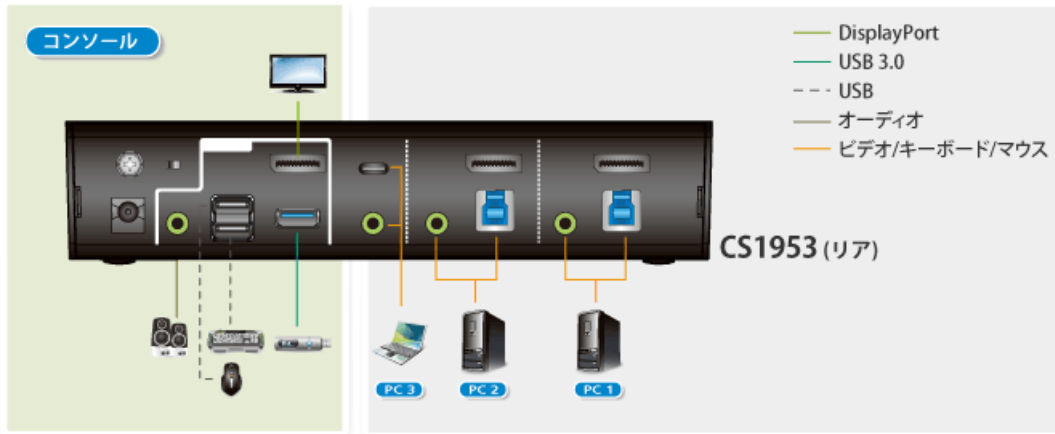 コンソール
DisplayPort
USB 3.0
USB
オーディオ
ビデオ/キーボード/マウス
CS1953 (リア)
PC 3
PC 2
PC 1